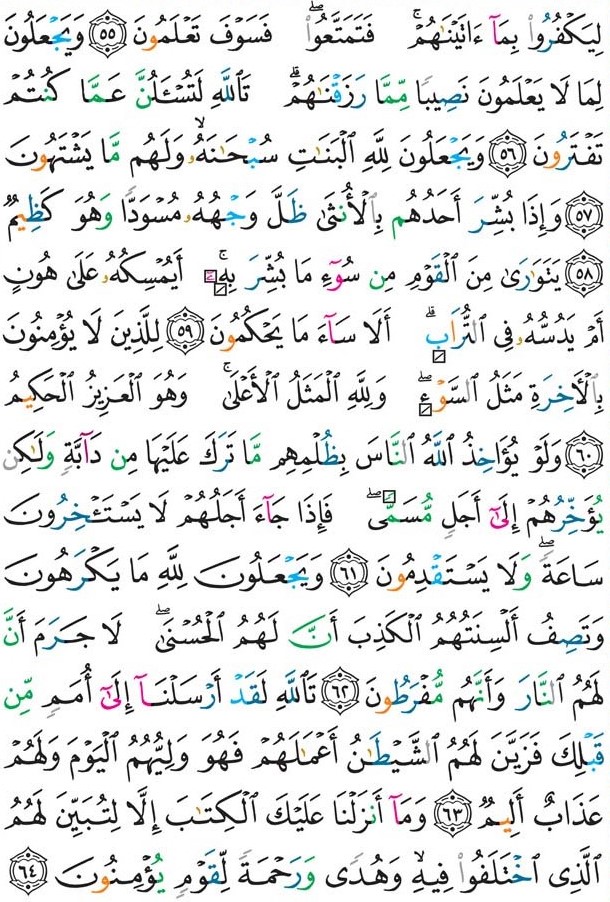 لِيَكْفُرُوا۟ بِمَآ ءَاتَيْنَـٰهُمْ ۚ فَتَمَتَّعُوا۟ ۖ فَسَوْفَ تَعْلَمُونَ ﴿٥٥﴾ وَيَجْعَلُونَ
لِمَا لَا يَعْلَمُونَ نَصِيبًا مِّمَّا رَزَقْنَـٰهُمْ ۗ تَٱللَّهِ لَتُسْـَٔلُنَّ عَمَّا كُنتُمْ
تَفْتَرُونَ ﴿٥٦﴾ وَيَجْعَلُونَ لِلَّهِ ٱلْبَنَـٰتِ سُبْحَـٰنَهُۥ ۙ وَلَهُم مَّا يَشْتَهُونَ
﴿٥٧﴾ وَإِذَا بُشِّرَ أَحَدُهُم بِٱلْأُنثَىٰ ظَلَّ وَجْهُهُۥ مُسْوَدًّا وَهُوَ كَظِيمٌ
﴿٥٨﴾ يَتَوَٰرَىٰ مِنَ ٱلْقَوْمِ مِن سُوٓءِ مَا بُشِّرَ بِهِۦٓ ۚ أَيُمْسِكُهُۥ عَلَىٰ هُونٍ
أَمْ يَدُسُّهُۥ فِى ٱلتُّرَابِ ۗ أَلَا سَآءَ مَا يَحْكُمُونَ ﴿٥٩﴾ لِلَّذِينَ لَا يُؤْمِنُونَ
بِٱلْـَٔاخِرَةِ مَثَلُ ٱلسَّوْءِ ۖ وَلِلَّهِ ٱلْمَثَلُ ٱلْأَعْلَىٰ ۚ وَهُوَ ٱلْعَزِيزُ ٱلْحَكِيمُ
﴿٦٠﴾ وَلَوْ يُؤَاخِذُ ٱللَّهُ ٱلنَّاسَ بِظُلْمِهِم مَّا تَرَكَ عَلَيْهَا مِن دَآبَّةٍ وَلَـٰكِن
يُؤَخِّرُهُمْ إِلَىٰٓ أَجَلٍ مُّسَمًّى ۖ فَإِذَا جَآءَ أَجَلُهُمْ لَا يَسْتَـْٔخِرُونَ
سَاعَةً ۖ وَلَا يَسْتَقْدِمُونَ ﴿٦١﴾ وَيَجْعَلُونَ لِلَّهِ مَا يَكْرَهُونَ
وَتَصِفُ أَلْسِنَتُهُمُ ٱلْكَذِبَ أَنَّ لَهُمُ ٱلْحُسْنَىٰ ۖ لَا جَرَمَ أَنَّ
لَهُمُ ٱلنَّارَ وَأَنَّهُم مُّفْرَطُونَ ﴿٦٢﴾ تَٱللَّهِ لَقَدْ أَرْسَلْنَآ إِلَىٰٓ أُمَمٍ مِّن
قَبْلِكَ فَزَيَّنَ لَهُمُ ٱلشَّيْطَـٰنُ أَعْمَـٰلَهُمْ فَهُوَ وَلِيُّهُمُ ٱلْيَوْمَ وَلَهُمْ
عَذَابٌ أَلِيمٌ ﴿٦٣﴾ وَمَآ أَنزَلْنَا عَلَيْكَ ٱلْكِتَـٰبَ إِلَّا لِتُبَيِّنَ لَهُمُ
ٱلَّذِى ٱخْتَلَفُوا۟ فِيهِ ۙ وَهُدًى وَرَحْمَةً لِّقَوْمٍ يُؤْمِنُونَ ﴿٦٤﴾